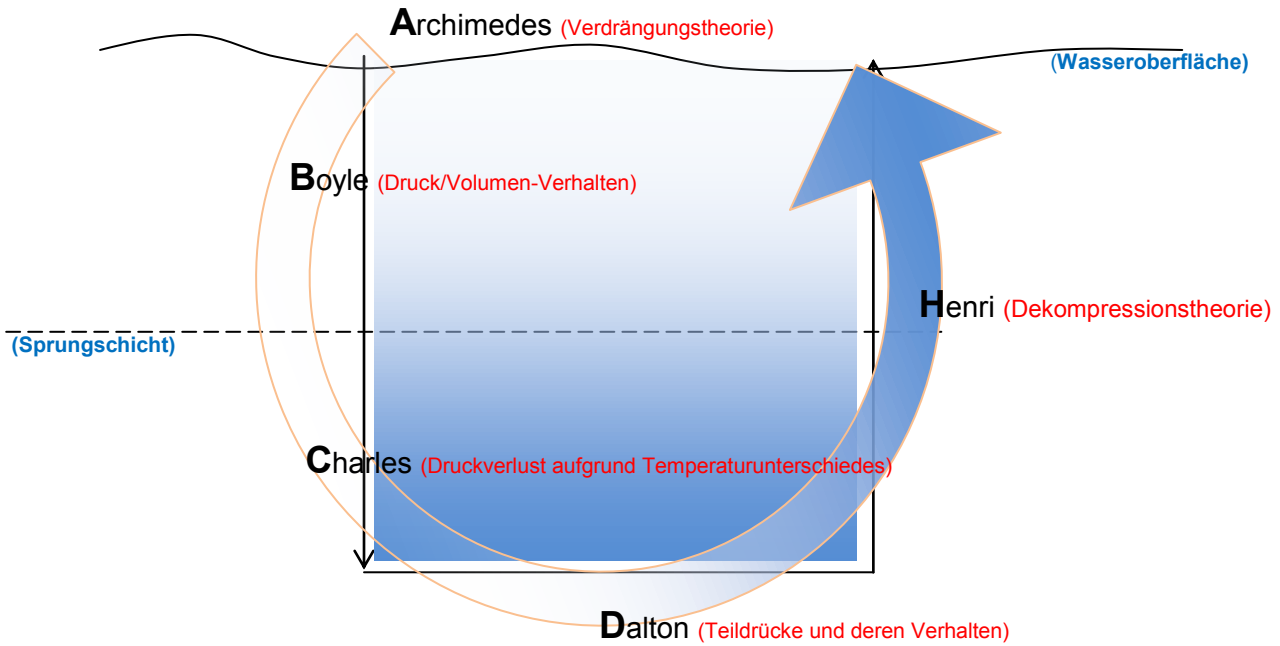 Archimedes (Verdrängungstheorie)
(Wasseroberfläche)
Boyle (Druck/Volumen-Verhalten)
Henri (Dekompressionstheorie)
(Sprungschicht)
Charles (Druckverlust aufgrund Temperaturunterschiedes)
Dalton (Teildrücke und deren Verhalten)